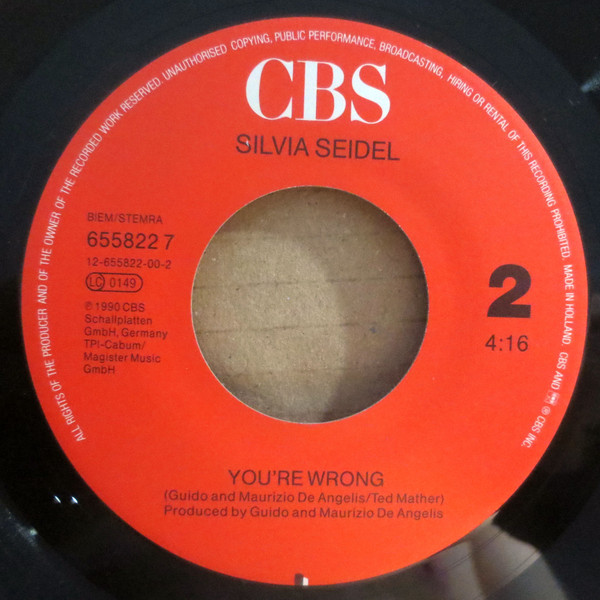 ALL RIGHTS OF THE PRODUCER AND OF THE OWNER OF THE RECORDED WORK RESERVED. UNAUTHORISED COPYING, PUBLIC PERFORMANCE, BROADCASTING, HIRING OR RENTAL OF THIS RECORDING PROHIBITED. MADE IN HOLLAND. CBS AND ® CBS INC.
CBS
SILVIA SEIDEL
BIEM/STEMRA
655822 7
12-655822-00-2
LC 0149
℗ 1990 CBS
Schallplatten
GmbH, Germany
TPI-Cabum/
Magister Music
GmbH
2
4:16
YOU'RE WRONG
(Guido and Maurizio De Angelis/Ted Mather)
Produced by Guido and Maurizio De Angelis